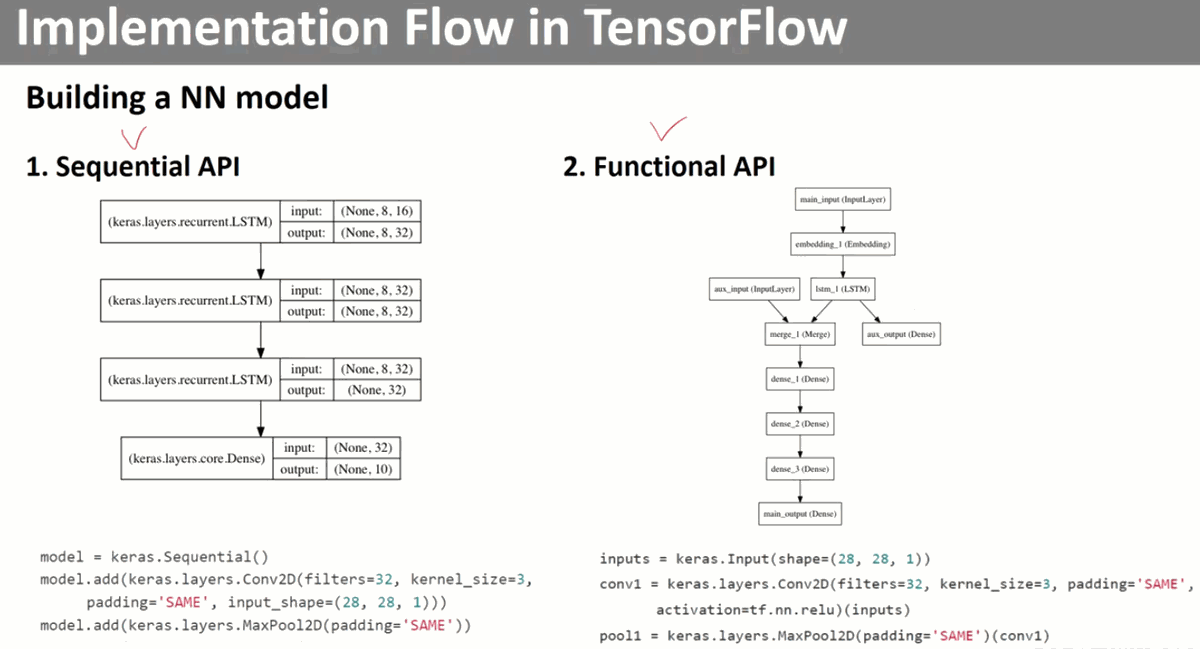 Implementation Flow in TensorFlow
Building a NN model
1. Sequential API
(keras.layers.recurrent.LSTM)
input: (None, 8, 16)
output: (None, 8, 32)
(keras.layers.recurrent.LSTM)
input: (None, 8, 32)
output: (None, 8, 32)
(keras.layers.recurrent.LSTM)
input: (None, 8, 32)
output: (None, 32)
(keras.layers.core.Dense)
input: (None, 32)
output: (None, 10)
model = keras.Sequential()
model.add(keras.layers.Conv2D(filters=32, kernel_size=3,
padding='SAME', input_shape=(28, 28, 1)))
model.add(keras.layers.MaxPool2D(padding='SAME'))
2. Functional API
main_input (InputLayer)
embedding_1 (Embedding)
aux_input (InputLayer)
lstm_1 (LSTM)
merge_1 (Merge)
aux_output (Dense)
dense_1 (Dense)
dense_2 (Dense)
dense_3 (Dense)
main_output (Dense)
inputs = keras.Input(shape=(28, 28, 1))
conv1 = keras.layers.Conv2D(filters=32, kernel_size=3, padding='SAME',
activation=tf.nn.relu)(inputs)
pool1 = keras.layers.MaxPool2D(padding='SAME')(conv1)